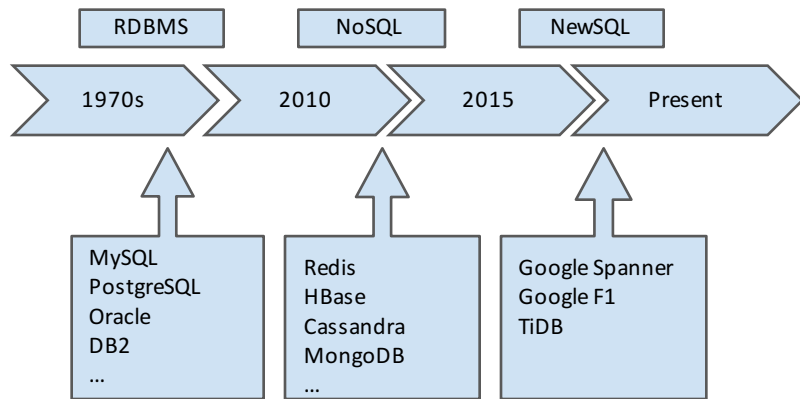 RDBMS
NoSQL
NewSQL
1970s
2010
2015
Present
MySQL
PostgreSQL
Oracle
DB2
...
Redis
HBase
Cassandra
MongoDB
...
Google Spanner
Google F1
TiDB